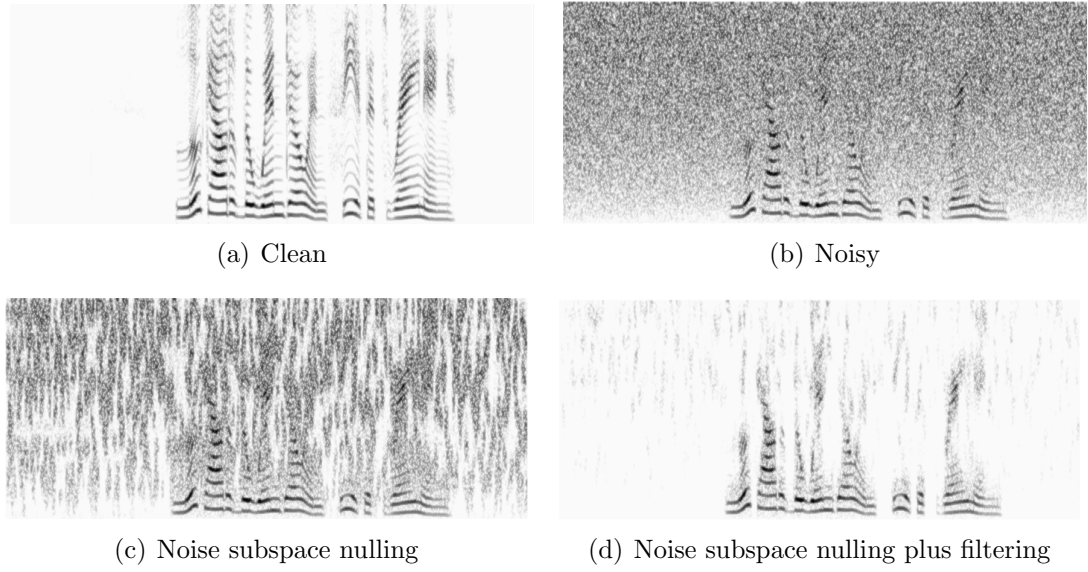 (a) Clean
(b) Noisy
(c) Noise subspace nulling
(d) Noise subspace nulling plus filtering